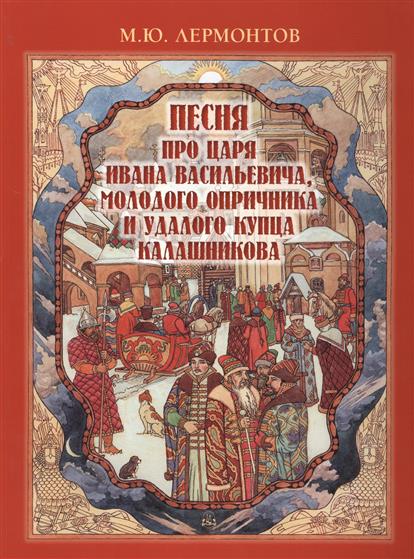 М.Ю. ЛЕРМОНТОВ
ПЕСНЯ
ПРО ЦАРЯ
ИВАНА ВАСИЛЬЕВИЧА,
МОЛОДОГО ОПРИЧНИКА
И УДАЛОГО КУПЦА
КАЛАШНИКОВА